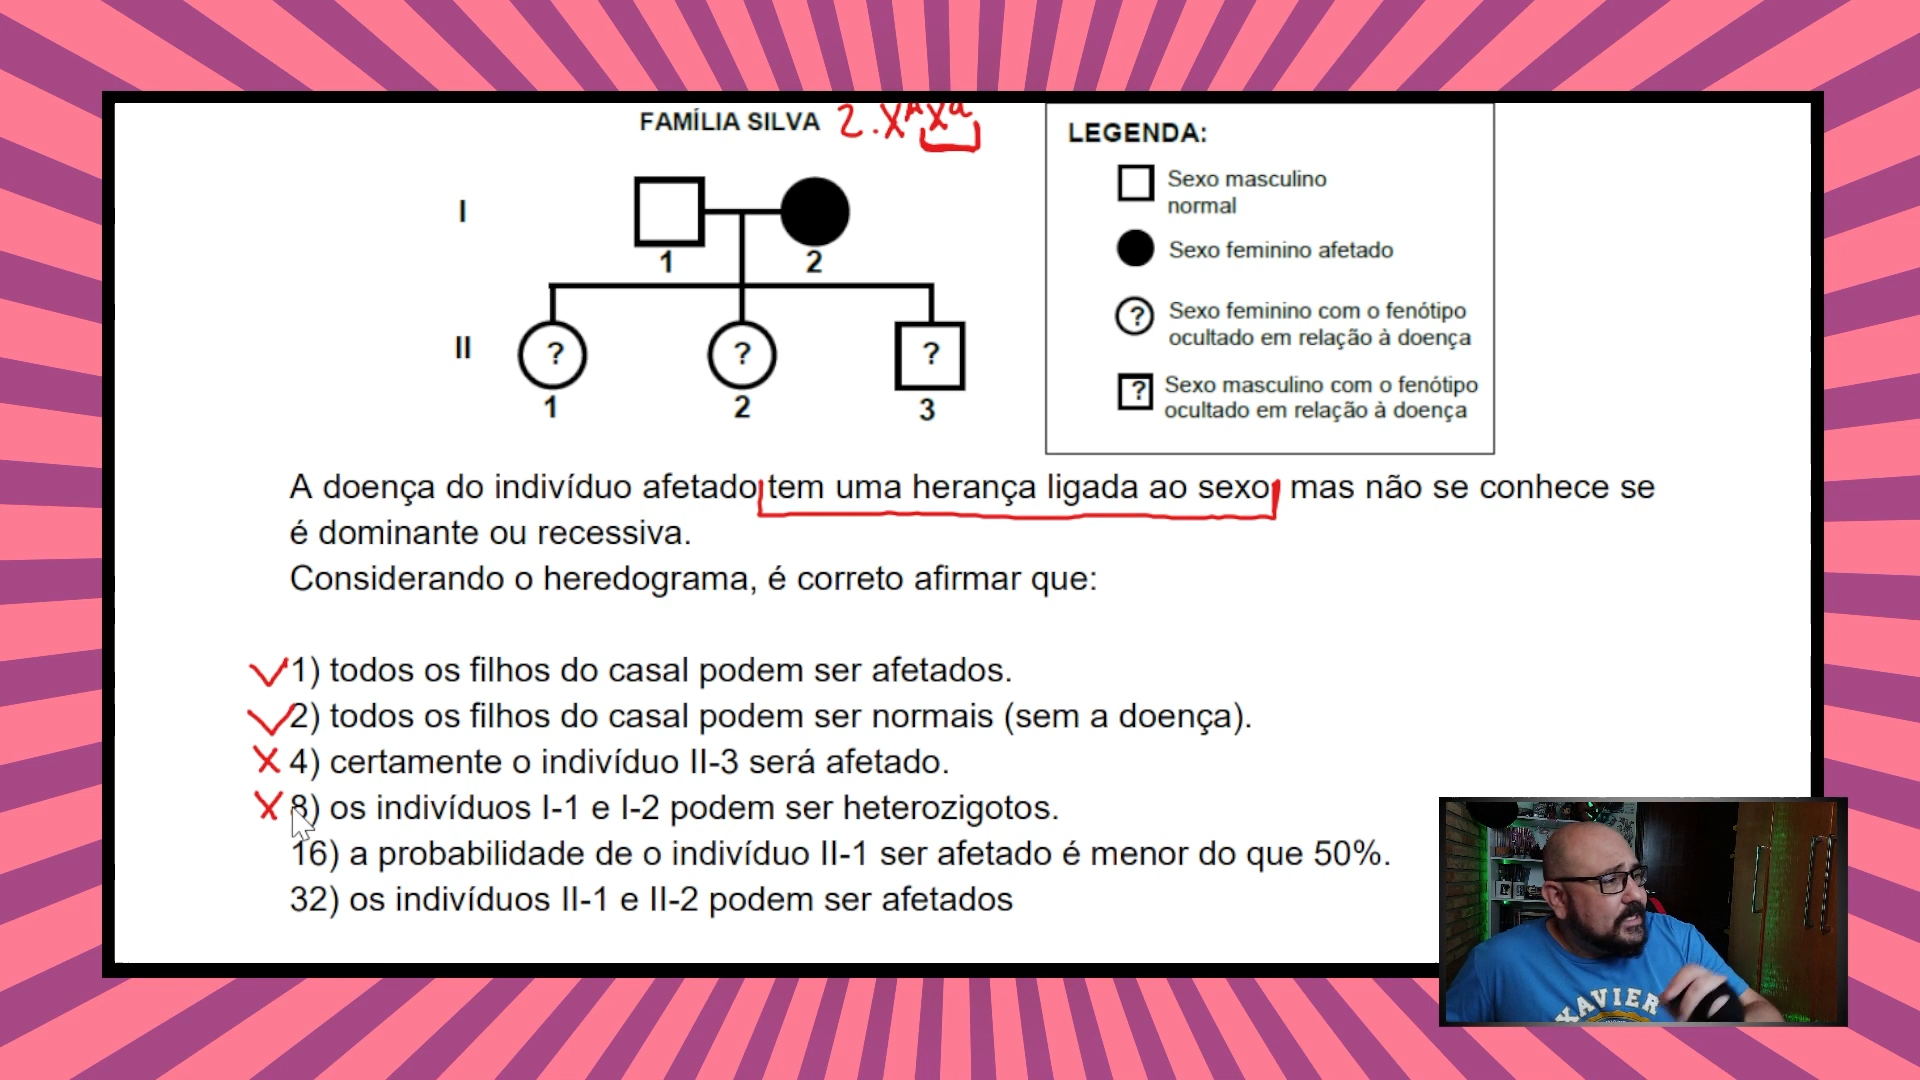 FAMÍLIA SILVA 2. XᴬXᵃ
LEGENDA:
Sexo masculino
normal
Sexo feminino afetado
? Sexo feminino com o fenótipo
ocultado em relação à doença
? Sexo masculino com o fenótipo
ocultado em relação à doença
I
1 2
II
? ? ?
1 2 3
A doença do indivíduo afetado tem uma herança ligada ao sexo, mas não se conhece se
é dominante ou recessiva.
Considerando o heredograma, é correto afirmar que:
1) todos os filhos do casal podem ser afetados.
2) todos os filhos do casal podem ser normais (sem a doença).
4) certamente o indivíduo II-3 será afetado.
8) os indivíduos I-1 e I-2 podem ser heterozigotos.
16) a probabilidade de o indivíduo II-1 ser afetado é menor do que 50%.
32) os indivíduos II-1 e II-2 podem ser afetados
XAVIER